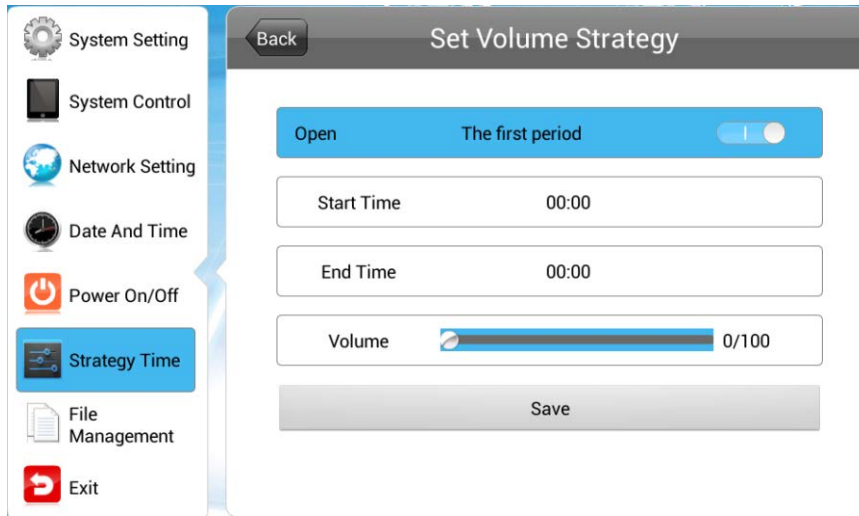 System Setting
System Control
Network Setting
Date And Time
Power On/Off
Strategy Time
File
Management
Exit
Back
Set Volume Strategy
Open The first period
Start Time 00:00
End Time 00:00
Volume 0/100
Save